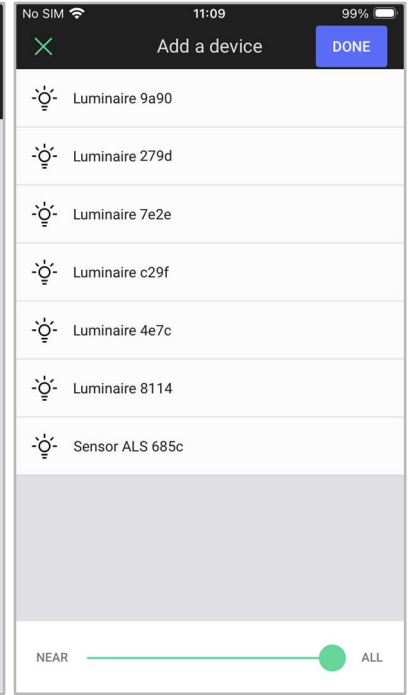 No SIM 11:09 99%
Add a device DONE
Luminaire 9a90
Luminaire 279d
Luminaire 7e2e
Luminaire c29f
Luminaire 4e7c
Luminaire 8114
Sensor ALS 685c
NEAR ALL